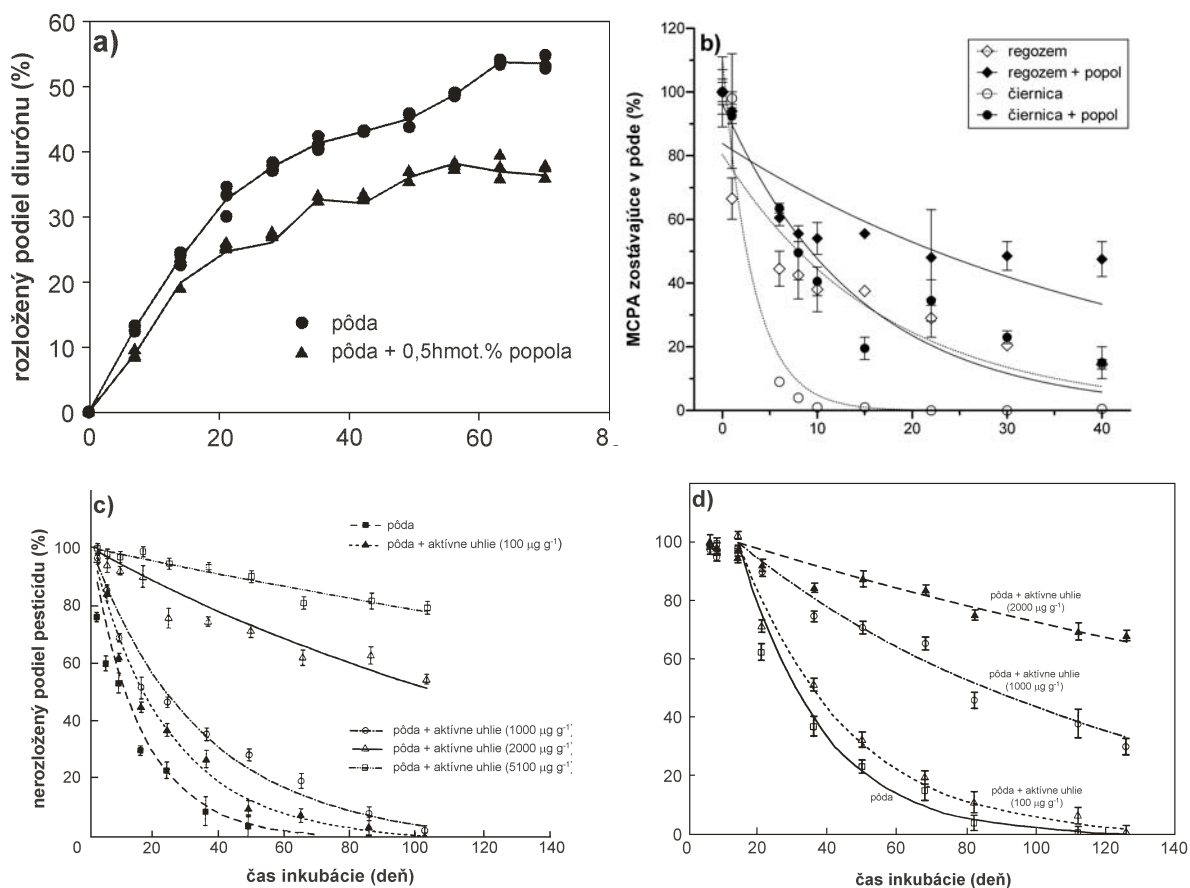 a)
rozložený podiel diurónu (%)
60
50
40
30
20
10
0
pôda
pôda + 0,5hmot.% popola
0
20
40
60
8
b)
MCPA zostávajúce v pôde (%)
120
100
80
60
40
20
0
regozem
regozem + popol
čiernica
čiernica + popol
0
10
20
30
40
c)
nerozložený podiel pesticídu (%)
100
80
60
40
20
pôda
pôda + aktívne uhlie (100 µg g⁻¹)
pôda + aktívne uhlie (1000 µg g⁻¹)
pôda + aktívne uhlie (2000 µg g⁻¹)
pôda + aktívne uhlie (5100 µg g⁻¹)
0
20
40
60
80
100
120
140
čas inkubácie (deň)
d)
100
80
60
40
20
0
pôda + aktívne uhlie
(2000 µg g⁻¹)
pôda + aktívne uhlie
(1000 µg g⁻¹)
pôda
pôda + aktívne uhlie
(100 µg g⁻¹)
0
20
40
60
80
100
120
140
čas inkubácie (deň)